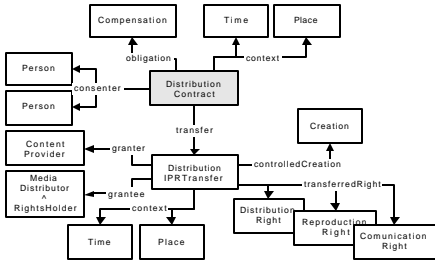 Compensation
Time
Place
obligation
context
Person
Person
consenter
Distribution
Contract
transfer
Creation
Content
Provider
granter
Distribution
IPRTransfer
controlledCreation
Media
Distributor
^
RightsHolder
grantee
transferredRight
context
Distribution
Right
Reproduction
Right
Comunication
Right
Time
Place